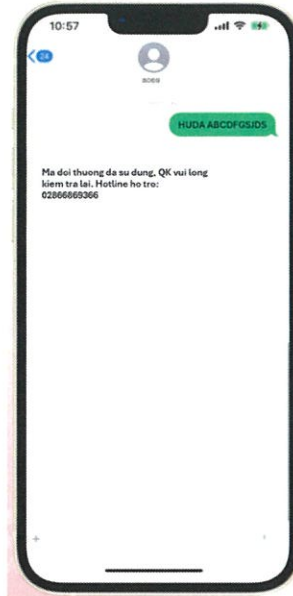 10:57
24
8069
HUDA ABCDFGSJDS
Ma doi thuong da su dung, QK vui long
kiem tra lai. Hotline ho tro:
02866869366